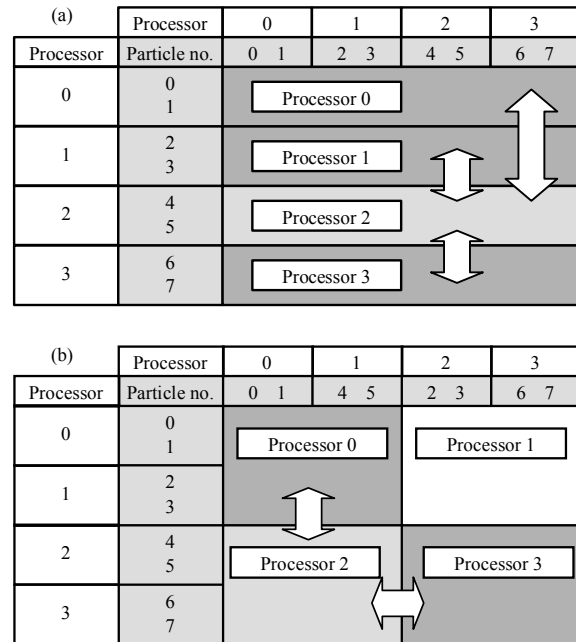 (a)
Processor 0 1 2 3
Processor Particle no. 0 1 2 3 4 5 6 7
0 0 1 Processor 0
1 2 3 Processor 1
2 4 5 Processor 2
3 6 7 Processor 3
(b)
Processor 0 1 2 3
Processor Particle no. 0 1 4 5 2 3 6 7
0 0 1 Processor 0 Processor 1
1 2 3
2 4 5 Processor 2 Processor 3
3 6 7